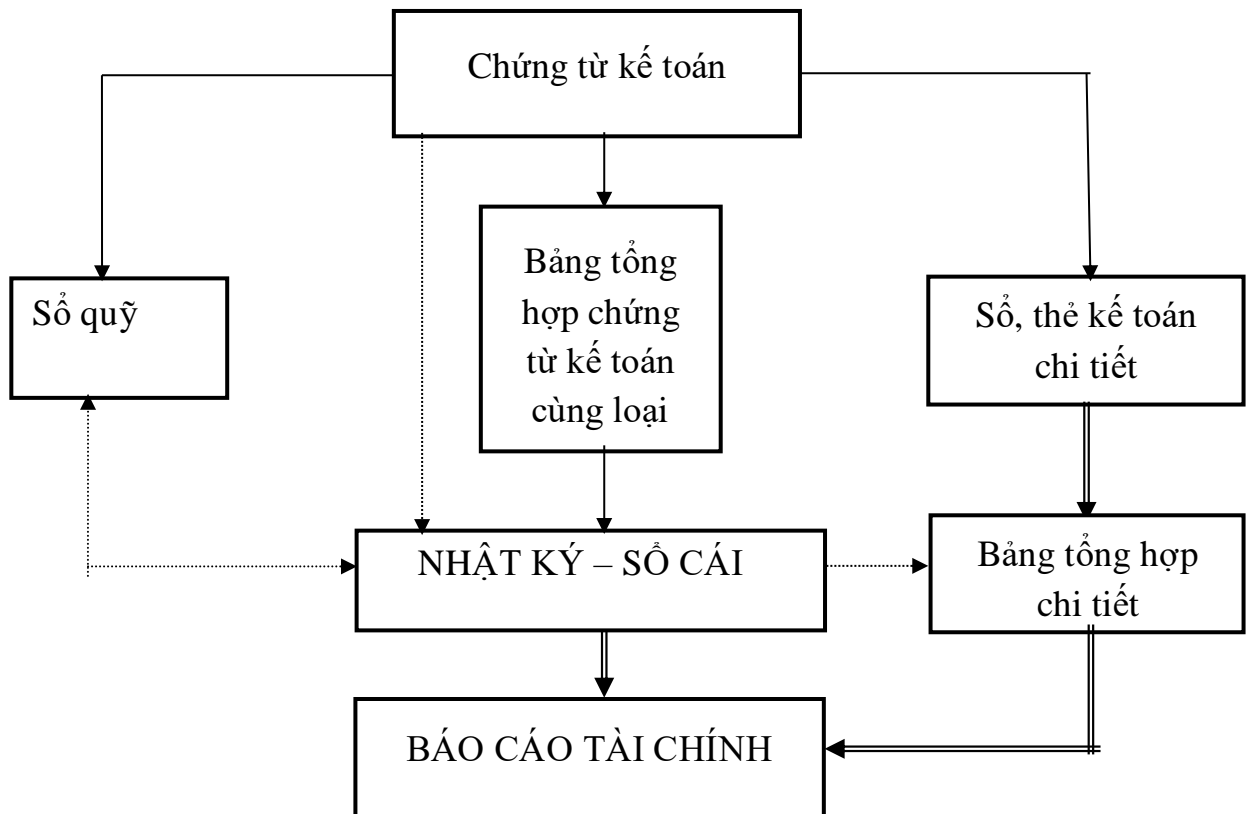 Chứng từ kế toán
Bảng tổng
hợp chứng
từ kế toán
cùng loại
Sổ quỹ
Sổ, thẻ kế toán
chi tiết
NHẬT KÝ – SỔ CÁI
Bảng tổng hợp
chi tiết
BÁO CÁO TÀI CHÍNH